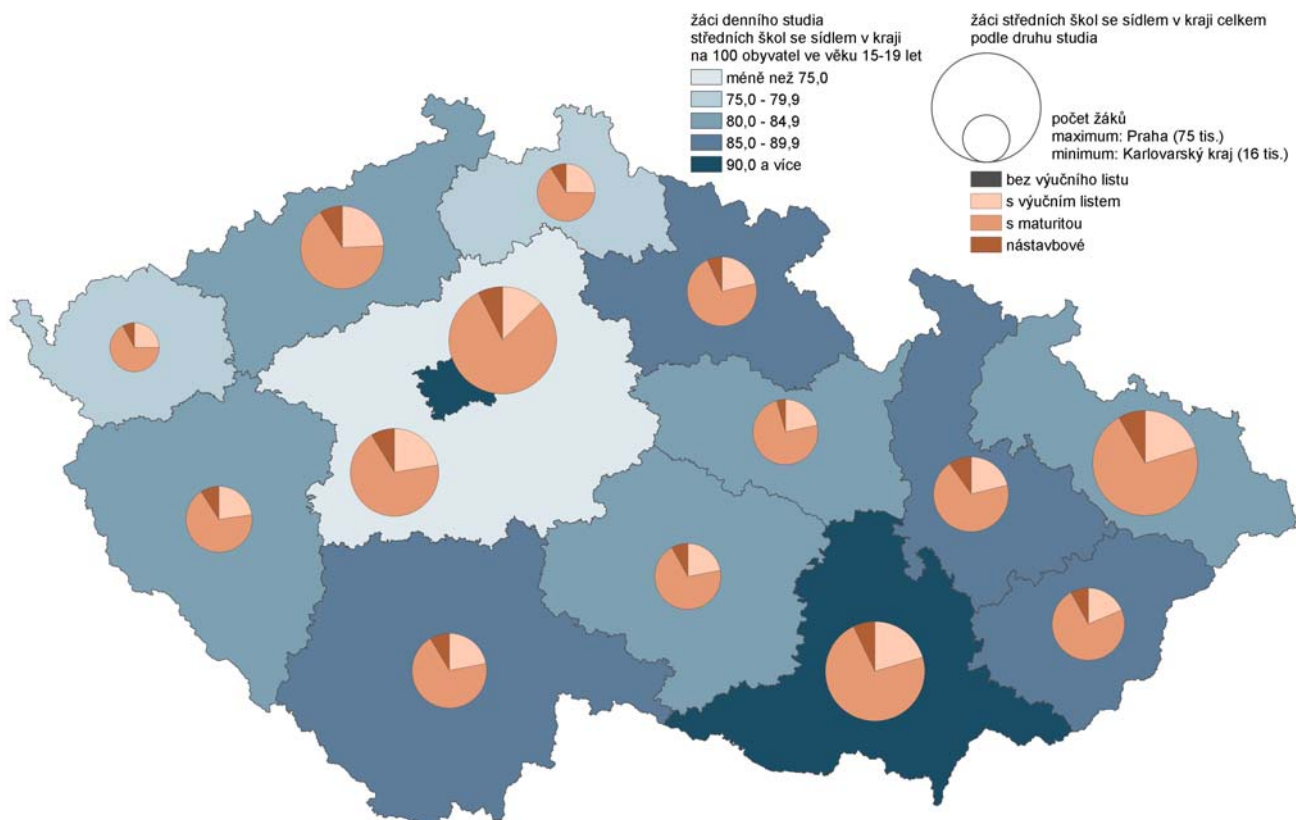 žáci denního studia
středních škol se sídlem v kraji
na 100 obyvatel ve věku 15-19 let
méně než 75,0
75,0 - 79,9
80,0 - 84,9
85,0 - 89,9
90,0 a více
žáci středních škol se sídlem v kraji celkem
podle druhu studia
počet žáků
maximum: Praha (75 tis.)
minimum: Karlovarský kraj (16 tis.)
bez výučního listu
s výučním listem
s maturitou
nástavbové